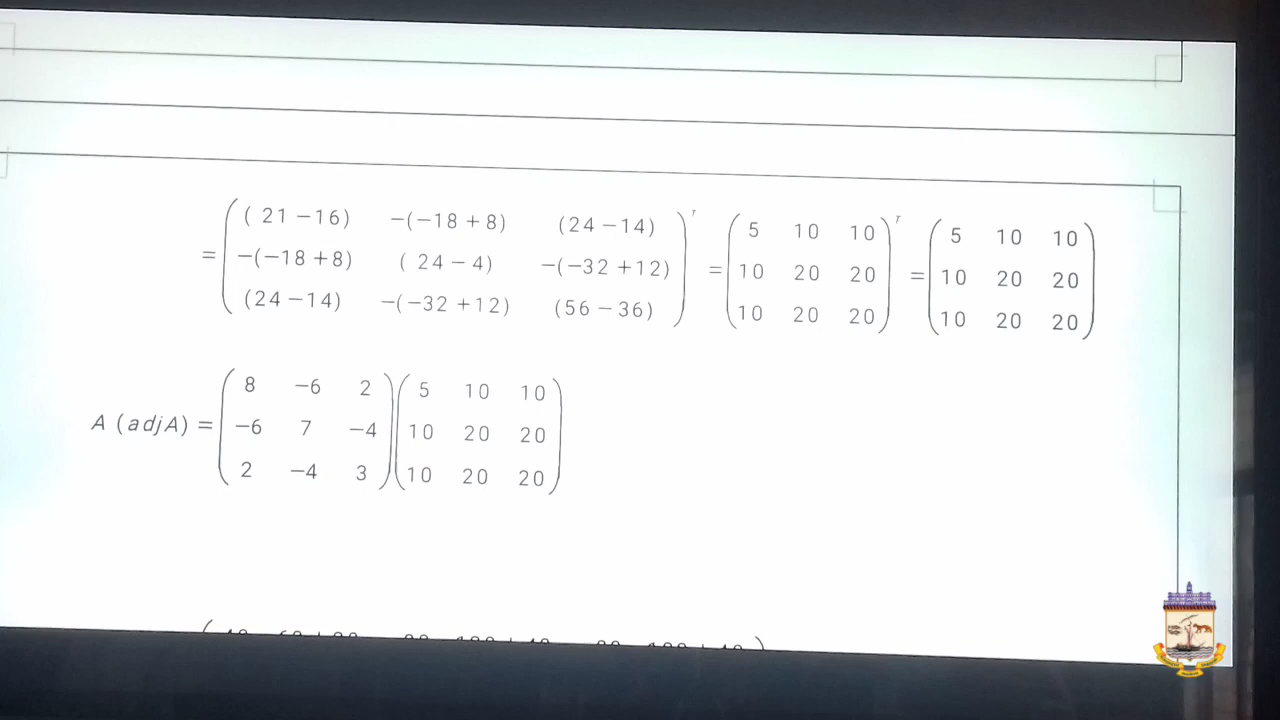 = ( (21 −16) −(−18 + 8) (24 −14) )ᵀ = ( 5 10 10 )ᵀ = ( 5 10 10 )
−(−18 +8) ( 24 − 4) −(−32 +12) 10 20 20 10 20 20
(24 −14) −(−32 +12) (56 − 36) 10 20 20 10 20 20
A (adjA) = ( 8 −6 2 ) ( 5 10 10 )
−6 7 −4 10 20 20
2 −4 3 10 20 20